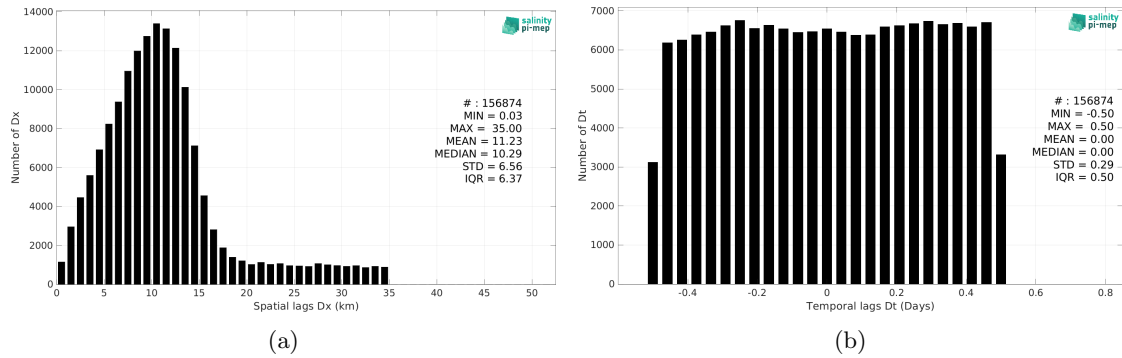 14000
12000
10000
8000
6000
4000
2000
0
Number of Dx
0 5 10 15 20 25 30 35 40 45 50
Spatial lags Dx (km)
salinity
pi-mep
# : 156874
MIN = 0.03
MAX = 35.00
MEAN = 11.23
MEDIAN = 10.29
STD = 6.56
IQR = 6.37
(a)
7000
6000
5000
4000
3000
2000
1000
0
Number of Dt
-0.4 -0.2 0 0.2 0.4 0.6 0.8
Temporal lags Dt (Days)
salinity
pi-mep
# : 156874
MIN = -0.50
MAX = 0.50
MEAN = 0.00
MEDIAN = 0.00
STD = 0.29
IQR = 0.50
(b)